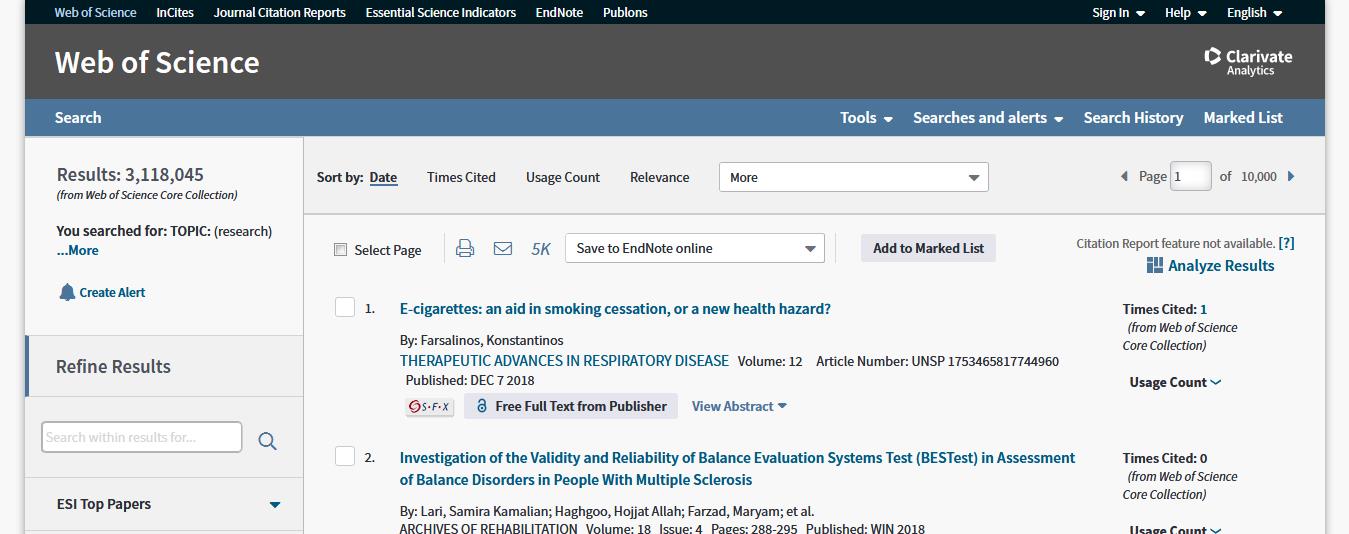 Web of Science InCites Journal Citation Reports Essential Science Indicators EndNote Publons Sign In Help English
Web of Science
Clarivate
Analytics
Search Tools Searches and alerts Search History Marked List
Results: 3,118,045
(from Web of Science Core Collection)
You searched for: TOPIC: (research)
...More
Create Alert
Refine Results
Search within results for...
ESI Top Papers
Sort by: Date Times Cited Usage Count Relevance More Page 1 of 10,000
Select Page 5K Save to EndNote online Add to Marked List
Citation Report feature not available. [?]
Analyze Results
1. E-cigarettes: an aid in smoking cessation, or a new health hazard?
By: Farsalinos, Konstantinos
THERAPEUTIC ADVANCES IN RESPIRATORY DISEASE Volume: 12 Article Number: UNSP 1753465817744960
Published: DEC 7 2018
S·F·X Free Full Text from Publisher View Abstract
Times Cited: 1
(from Web of Science
Core Collection)
Usage Count
2. Investigation of the Validity and Reliability of Balance Evaluation Systems Test (BESTest) in Assessment
of Balance Disorders in People With Multiple Sclerosis
By: Lari, Samira Kamalian; Haghgoo, Hojjat Allah; Farzad, Maryam; et al.
ARCHIVES OF REHABILITATION Volume: 18 Issue: 4 Pages: 288-295 Published: WIN 2018
Times Cited: 0
(from Web of Science
Core Collection)
Usage Count